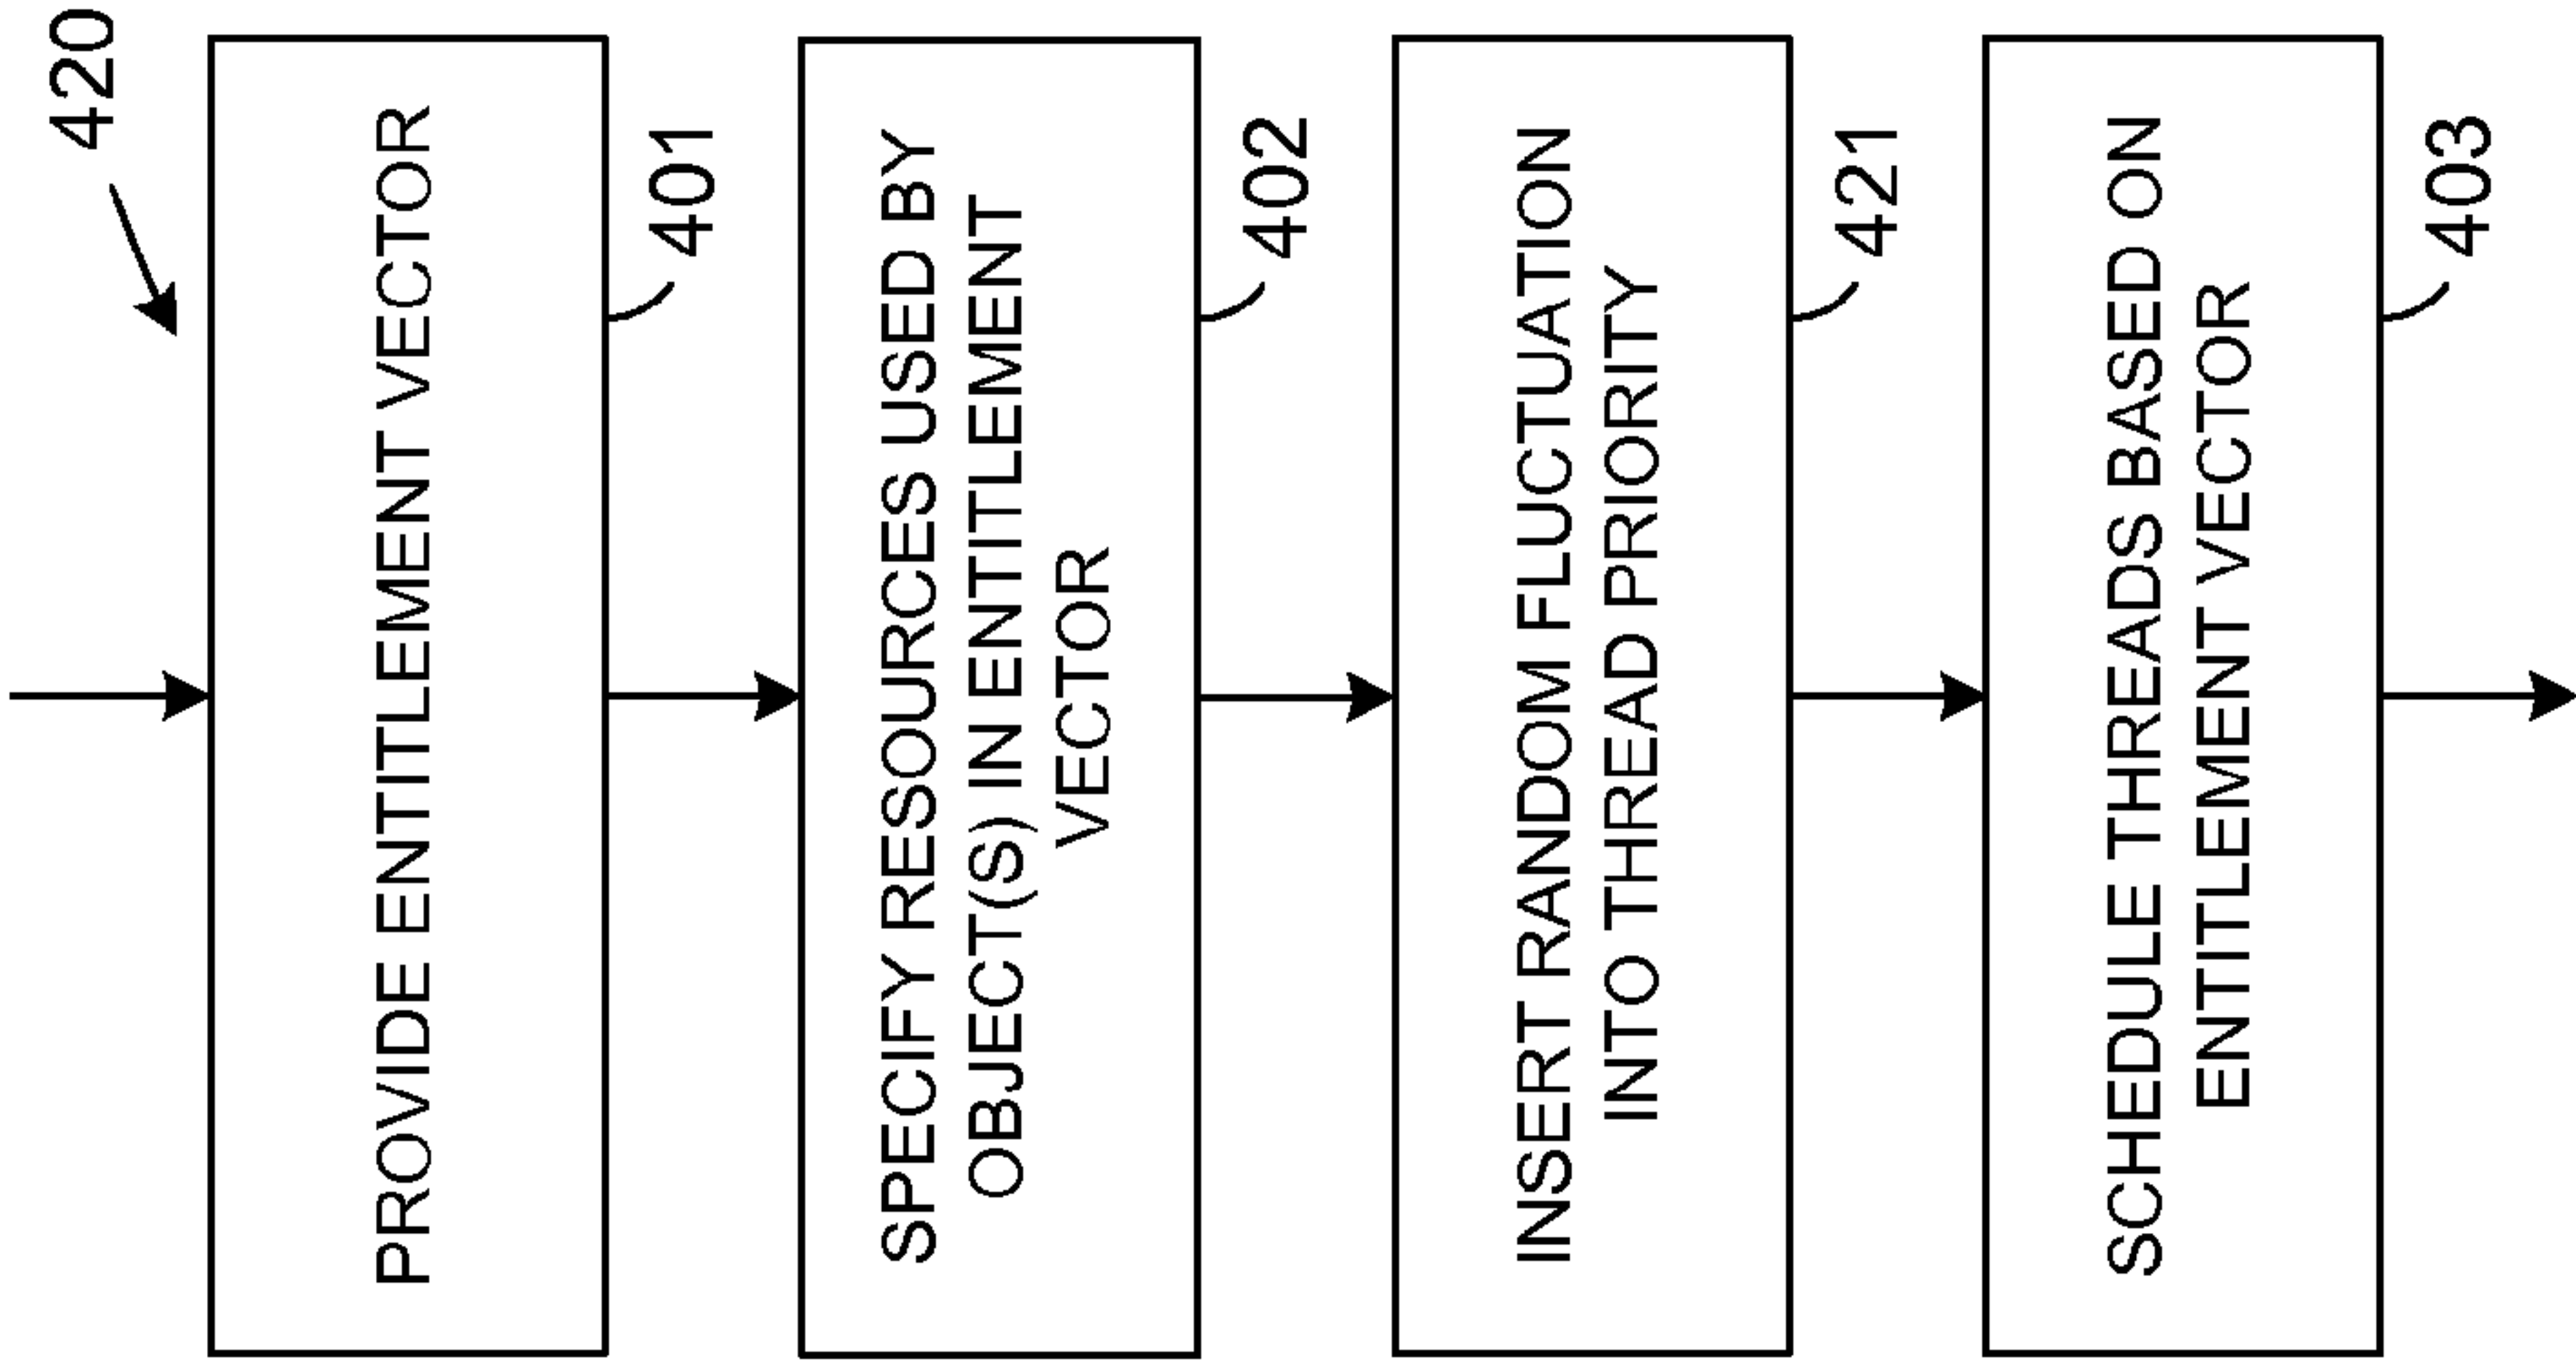 420
PROVIDE ENTITLEMENT VECTOR
401
SPECIFY RESOURCES USED BY
OBJECT(S) IN ENTITLEMENT
VECTOR
402
INSERT RANDOM FLUCTUATION
INTO THREAD PRIORITY
421
SCHEDULE THREADS BASED ON
ENTITLEMENT VECTOR
403